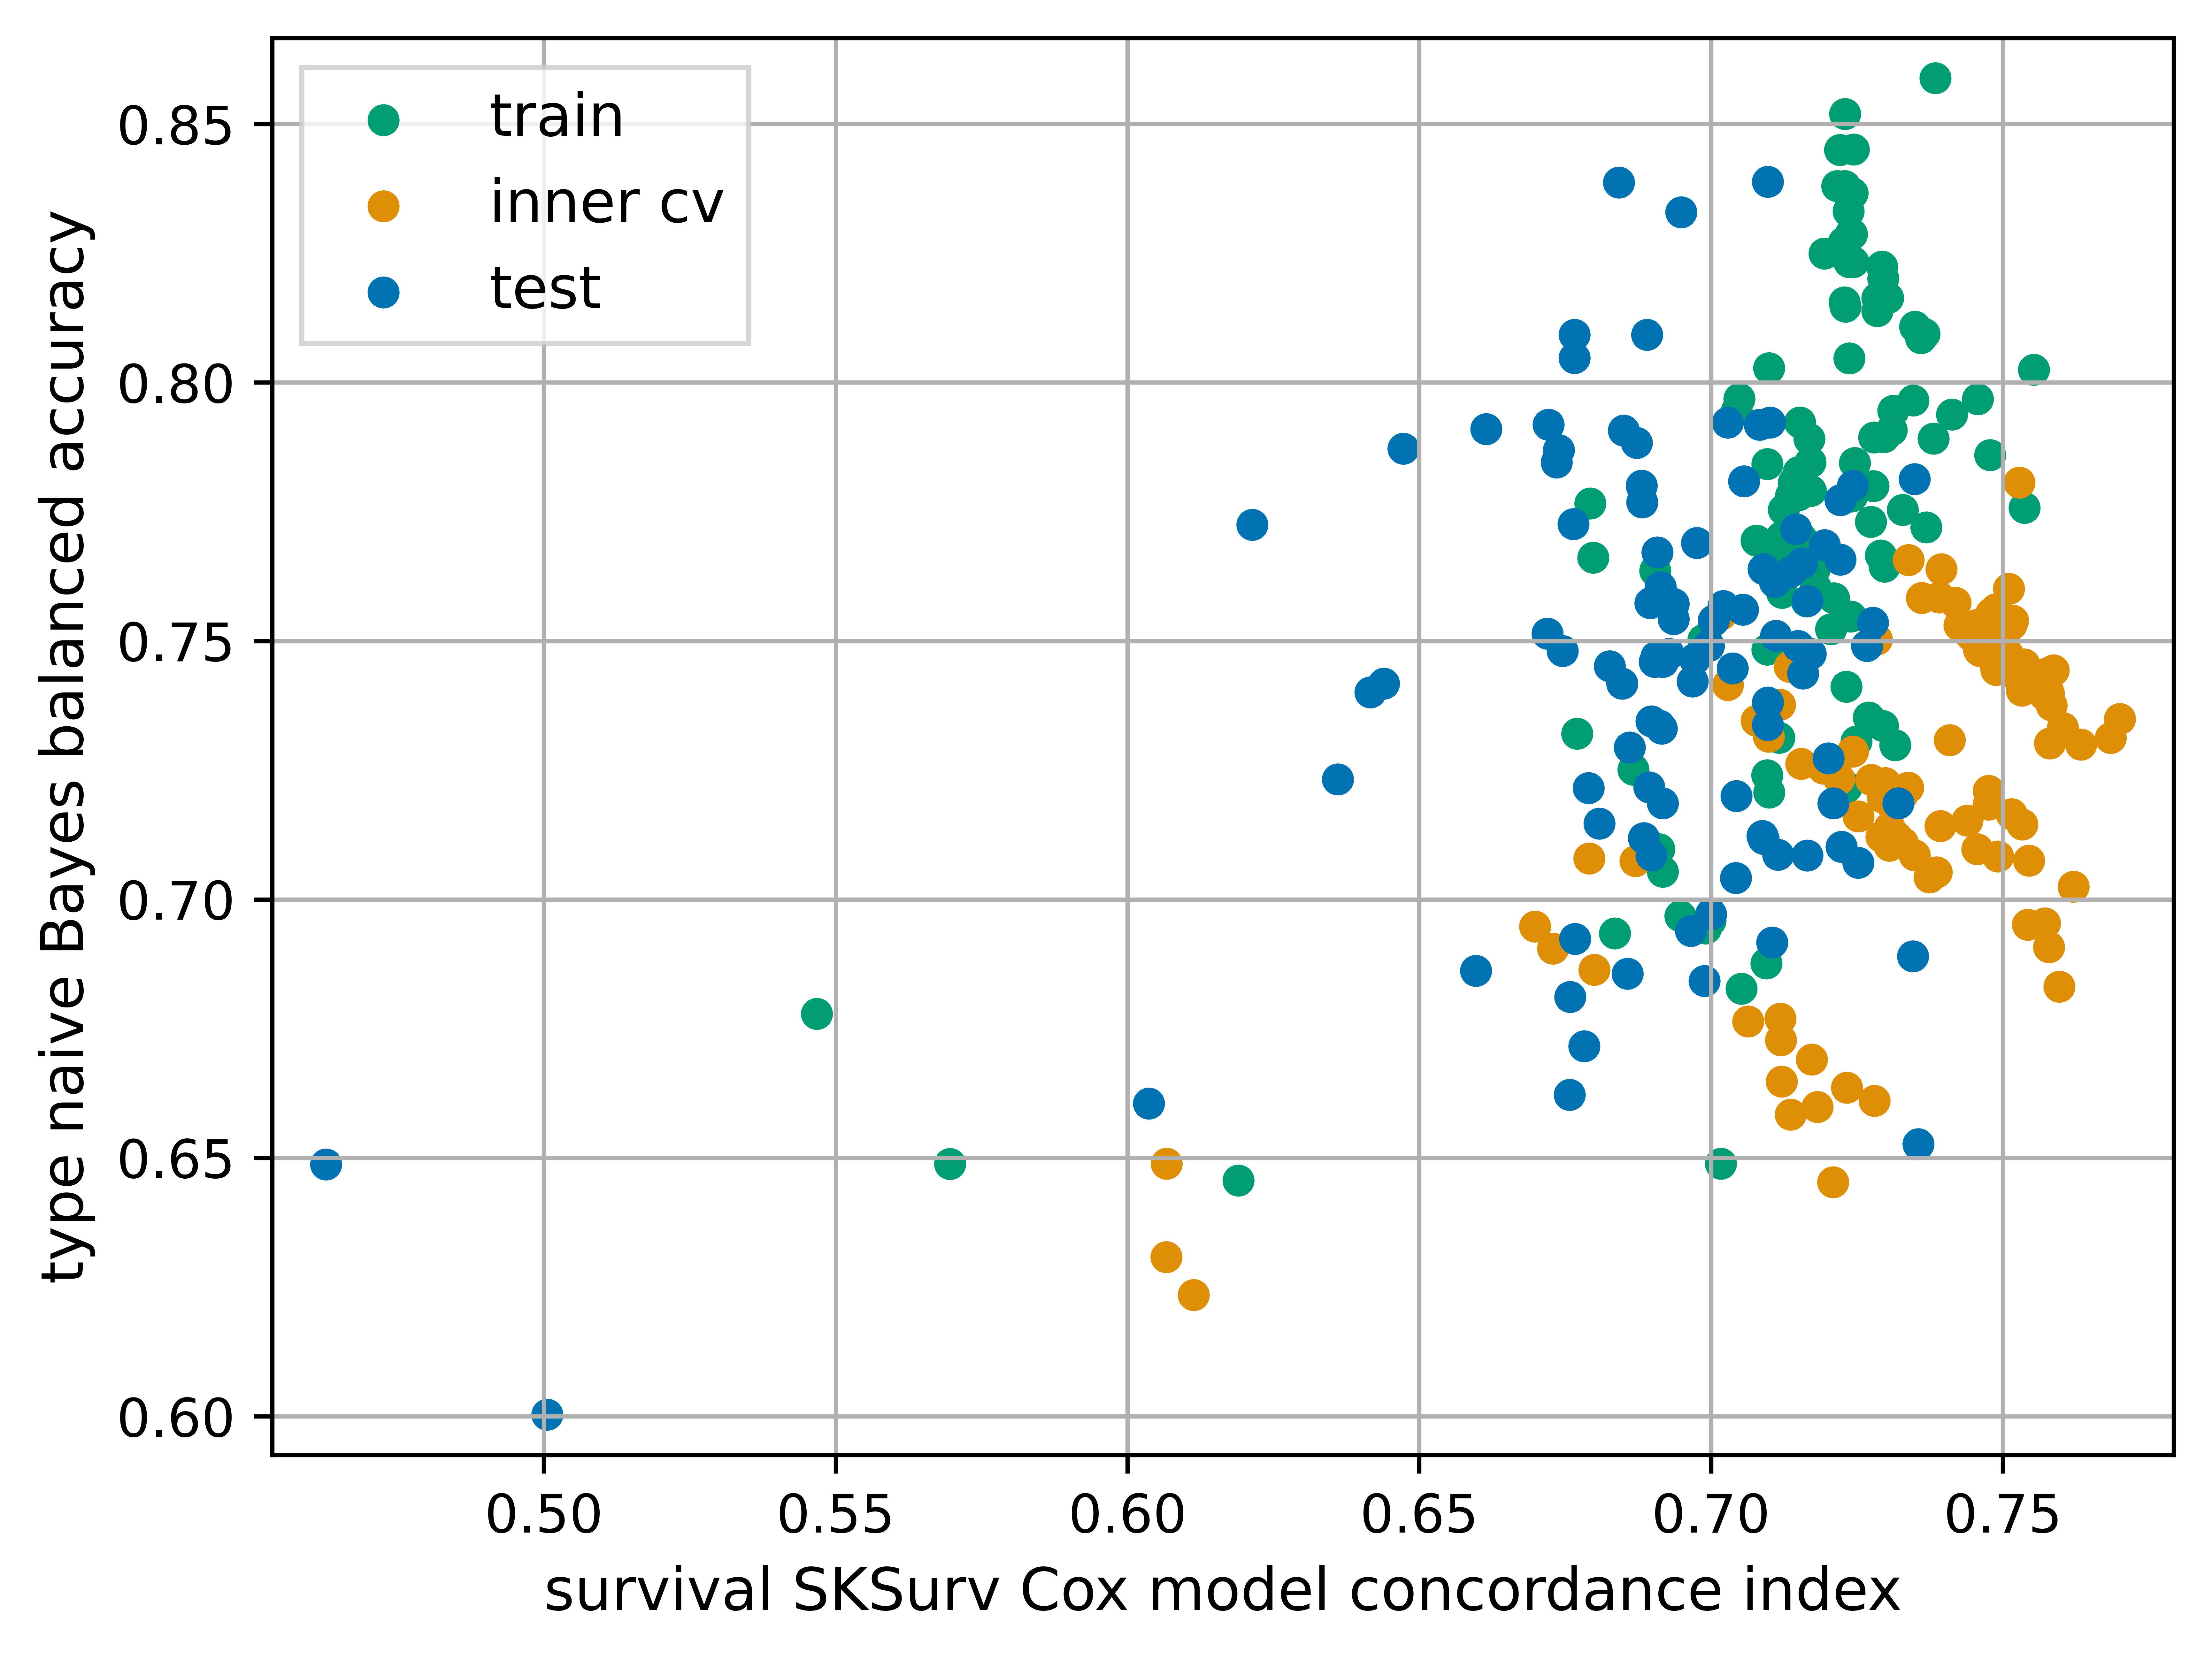 train
inner cv
test
type naive Bayes balanced accuracy
0.85
0.80
0.75
0.70
0.65
0.60
0.50 0.55 0.60 0.65 0.70 0.75
survival SKSurv Cox model concordance index